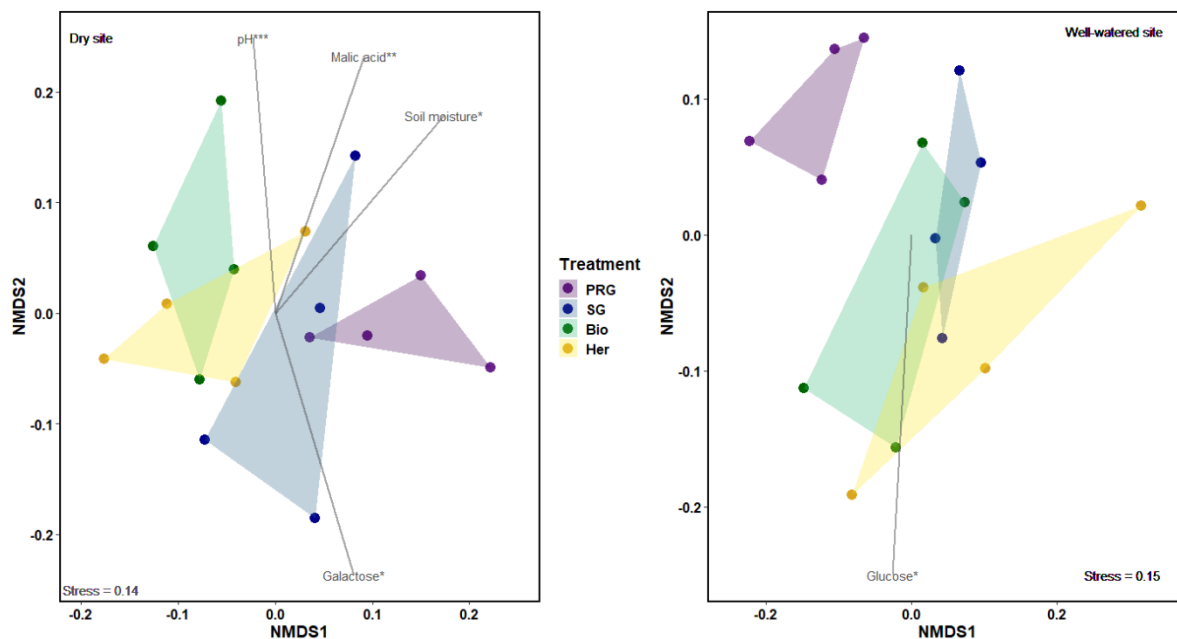 Dry site
pH***
Malic acid**
Soil moisture*
Galactose*
Stress = 0.14
0.2
0.1
0.0
-0.1
-0.2
NMDS2
-0.2
-0.1
0.0
0.1
0.2
NMDS1
Treatment
PRG
SG
Bio
Her
Well-watered site
Glucose*
Stress = 0.15
0.1
0.0
-0.1
-0.2
NMDS2
-0.2
0.0
0.2
NMDS1